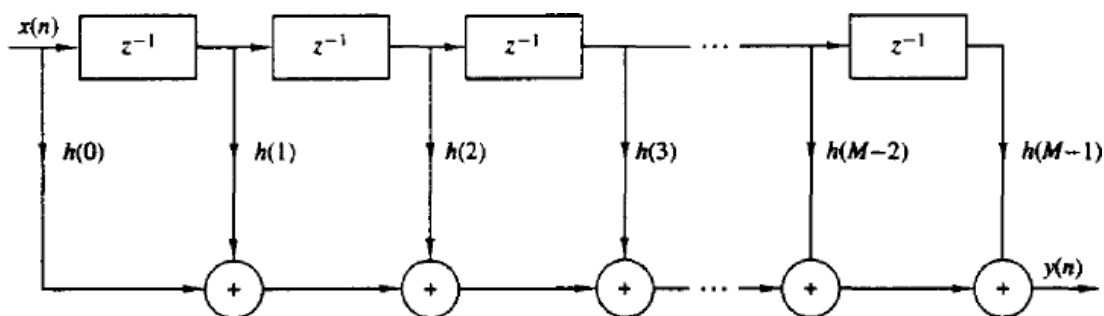 x(n)
z⁻¹ z⁻¹ z⁻¹ ... z⁻¹
h(0) h(1) h(2) h(3) h(M−2) h(M−1)
y(n)
+ + + ... + +